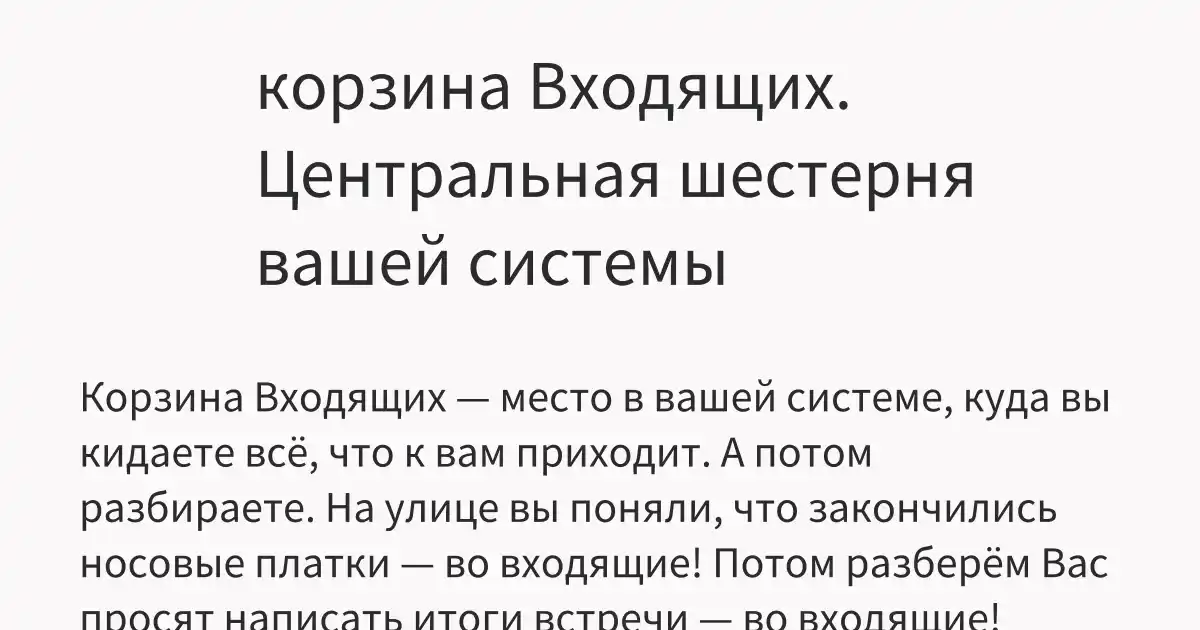 корзина Входящих.
Центральная шестерня
вашей системы
Корзина Входящих — место в вашей системе, куда вы
кидаете всё, что к вам приходит. А потом
разбираете. На улице вы поняли, что закончились
носовые платки — во входящие! Потом разберём Вас
просят написать итоги встречи — во входящие!